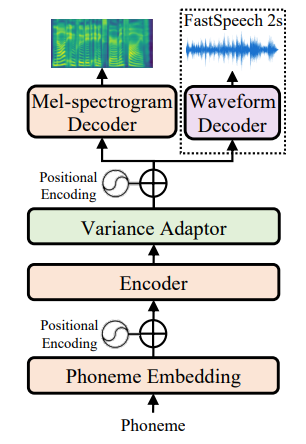 FastSpeech 2s
Mel-spectrogram
Decoder
Waveform
Decoder
Positional
Encoding
Variance Adaptor
Encoder
Positional
Encoding
Phoneme Embedding
Phoneme